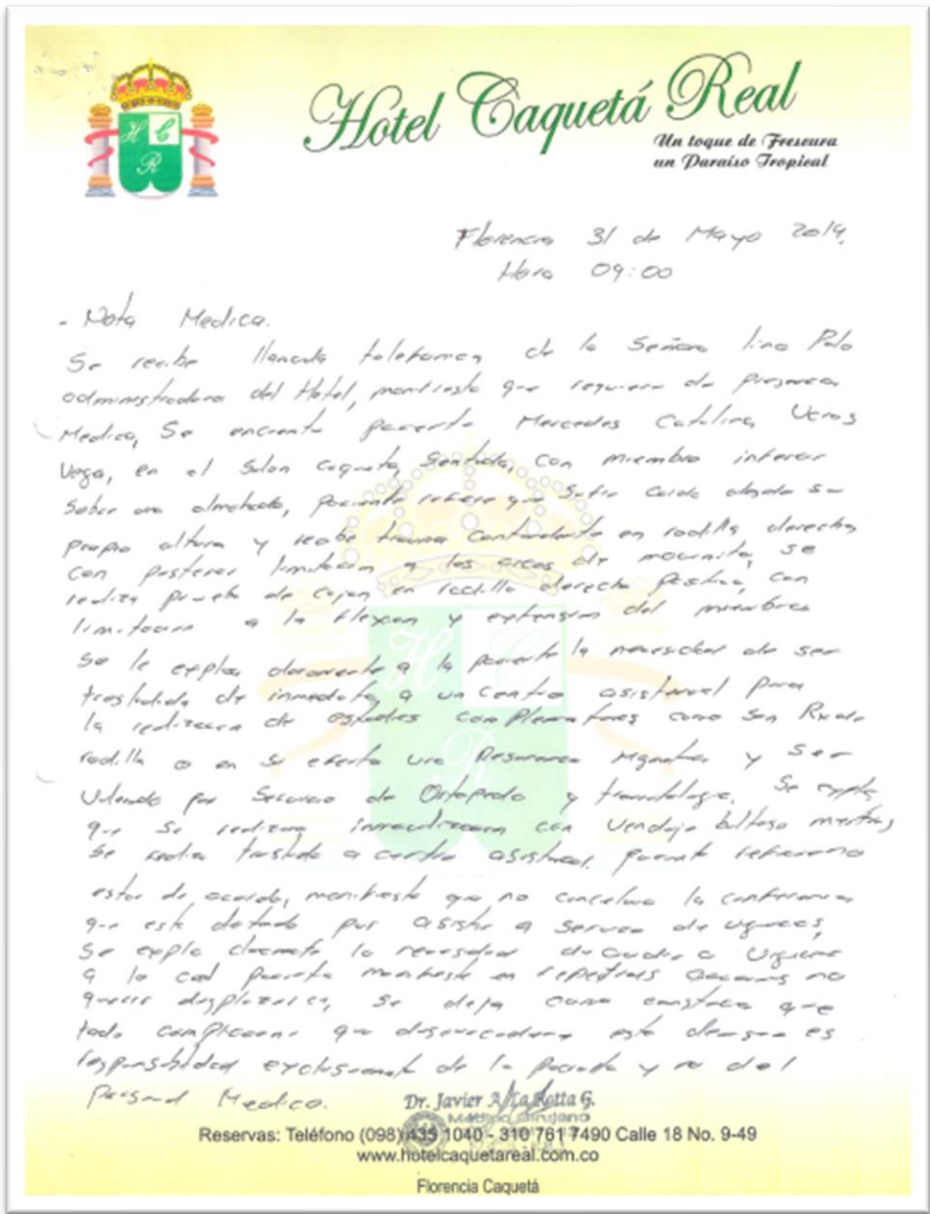 Hotel Caquetá Real
Un toque de Frescura
un Paraíso Tropical
H C
R
Florencia 31 de Mayo
Hora 09:00
- Nota Medica.
Se recibe llamada telefonica de la Señora Lina Polo
administradora del Hotel, manifiesta que requiere de presencia
Medica, Se encuentra paciente Mercedes Catalina
Vega, en el Salon Caqueta, Sentada, con miembro inferior
Sobre una almohada, paciente refiere que Sufre Caida desde su
propia altura y recibe trauma Contundente en rodilla derecha
con posterior limitacion a los arcos de movimiento, se
realiza prueba de cajon en rodilla derecha positiva, con
limitacion a la flexion y extension del miembro
Se le explica claramente a la paciente la necesidad de ser
trasladada de inmediato a un centro asistencial para
la realizacion de estudios complementarios como son Rx de
rodilla o en su efecto una Resonancia Magnetica y Ser
Valorada por Servicio de Ortopedia y traumatologia. Se explica
que Se realizara inmovilizacion con Vendaje bultoso mientras
Se realiza traslado a centro asistencial. paciente refiere no
estar de acuerdo, manifiesta que no cancelara la conferencia
que esta dictando por asistir a Servicio de urgencias,
Se explica claramente la necesidad de acudir a Urgencias
a lo cual paciente manifiesta en repetidas ocasiones no
querer desplazarse, Se deja como constancia que
toda complicacion que desencadene este es
responsabilidad exclusivamente de la paciente y no del
Personal Medico.
Dr. Javier A. La Rotta G.
Médico Cirujano
Reservas: Teléfono (098) 435 1040 - 310 761 7490 Calle 18 No. 9-49
www.hotelcaquetareal.com.co
Florencia Caquetá